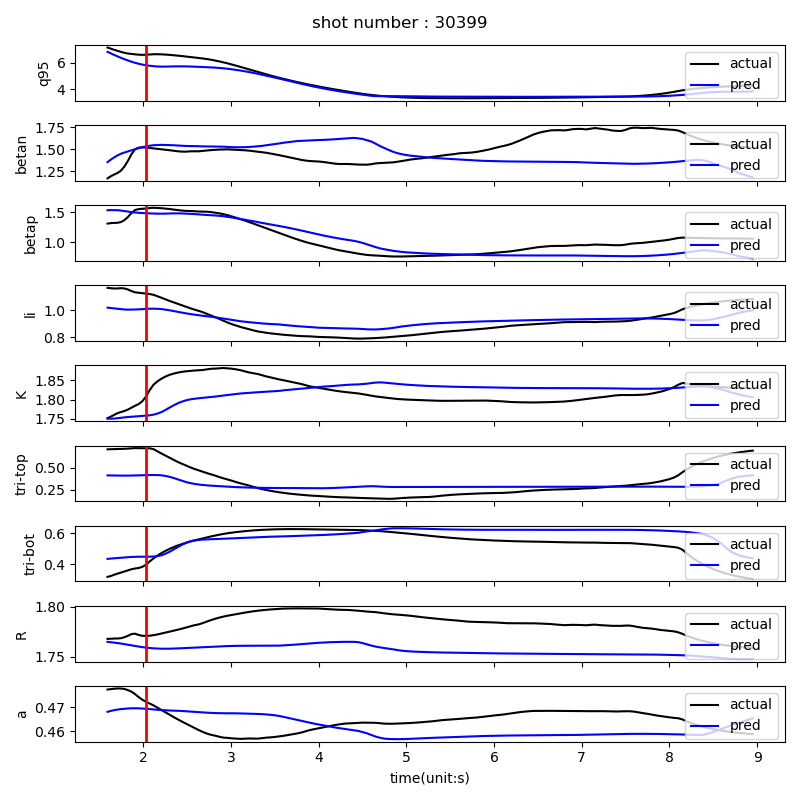 shot number : 30399
q95
6
4
actual
pred
betan
1.75
1.50
1.25
actual
pred
betap
1.5
1.0
actual
pred
li
1.0
0.8
actual
pred
K
1.85
1.80
1.75
actual
pred
tri-top
0.50
0.25
actual
pred
tri-bot
0.6
0.4
actual
pred
R
1.80
1.75
actual
pred
a
0.47
0.46
actual
pred
2 3 4 5 6 7 8 9
time(unit:s)